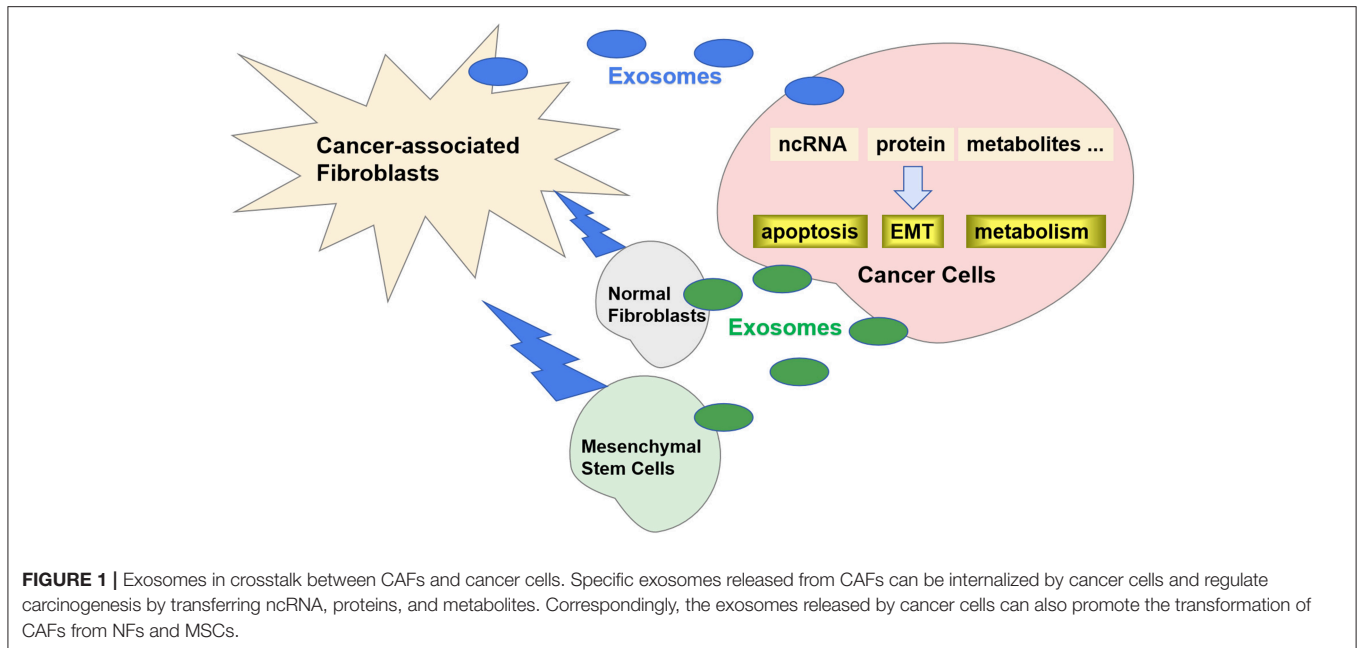 Exosomes
Cancer-associated
Fibroblasts
ncRNA protein metabolites ...
apoptosis EMT metabolism
Cancer Cells
Normal
Fibroblasts
Exosomes
Mesenchymal
Stem Cells
FIGURE 1 | Exosomes in crosstalk between CAFs and cancer cells. Specific exosomes released from CAFs can be internalized by cancer cells and regulate
carcinogenesis by transferring ncRNA, proteins, and metabolites. Correspondingly, the exosomes released by cancer cells can also promote the transformation of
CAFs from NFs and MSCs.